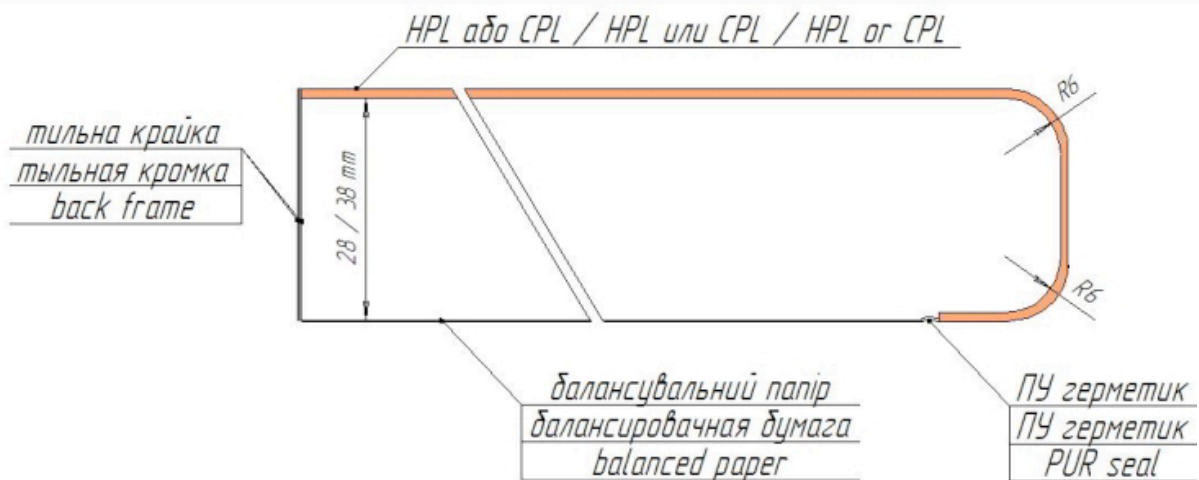 HPL або CPL / HPL или CPL / HPL or CPL
R6
тильна крайка
тыльная кромка
back frame
28 / 38 mm
R6
балансувальний папір
балансировачная бумага
balanced paper
ПУ герметик
ПУ герметик
PUR seal